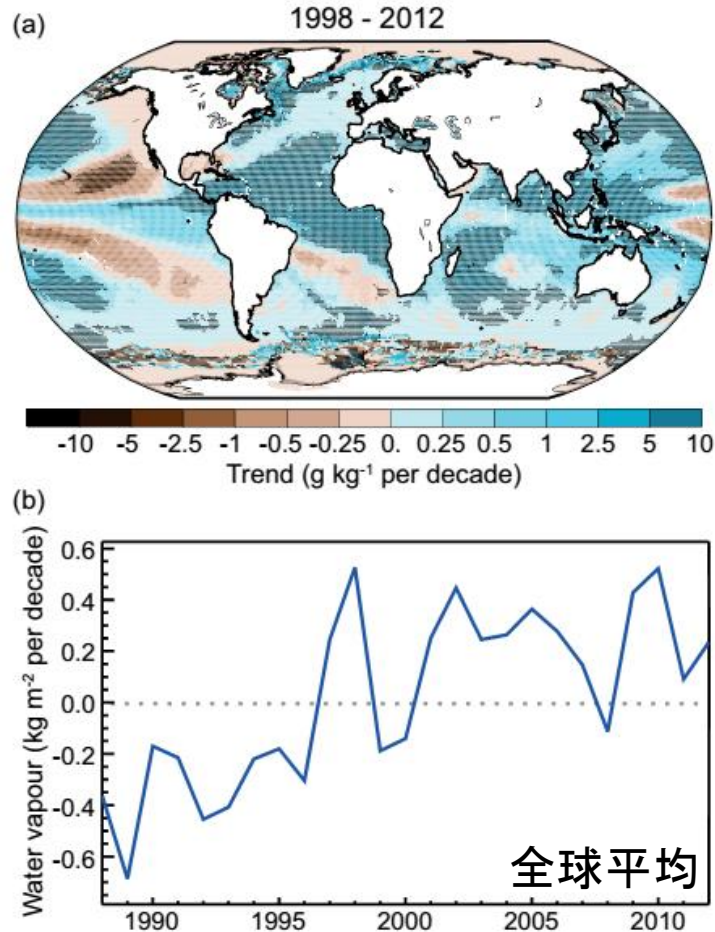 (a)
1998 - 2012
-10 -5 -2.5 -1 -0.5 -0.25 0. 0.25 0.5 1 2.5 5 10
Trend (g kg⁻¹ per decade)
(b)
Water vapour (kg m⁻² per decade)
0.6
0.4
0.2
0.0
-0.2
-0.4
-0.6
全球平均
1990 1995 2000 2005 2010